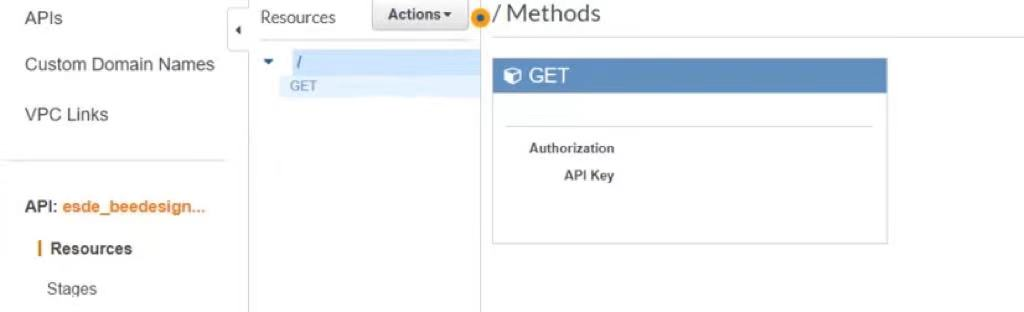 APIs
Custom Domain Names
VPC Links
API: esde_beedesign...
Resources
Stages
Resources
Actions
/
GET
/ Methods
GET
Authorization
API Key